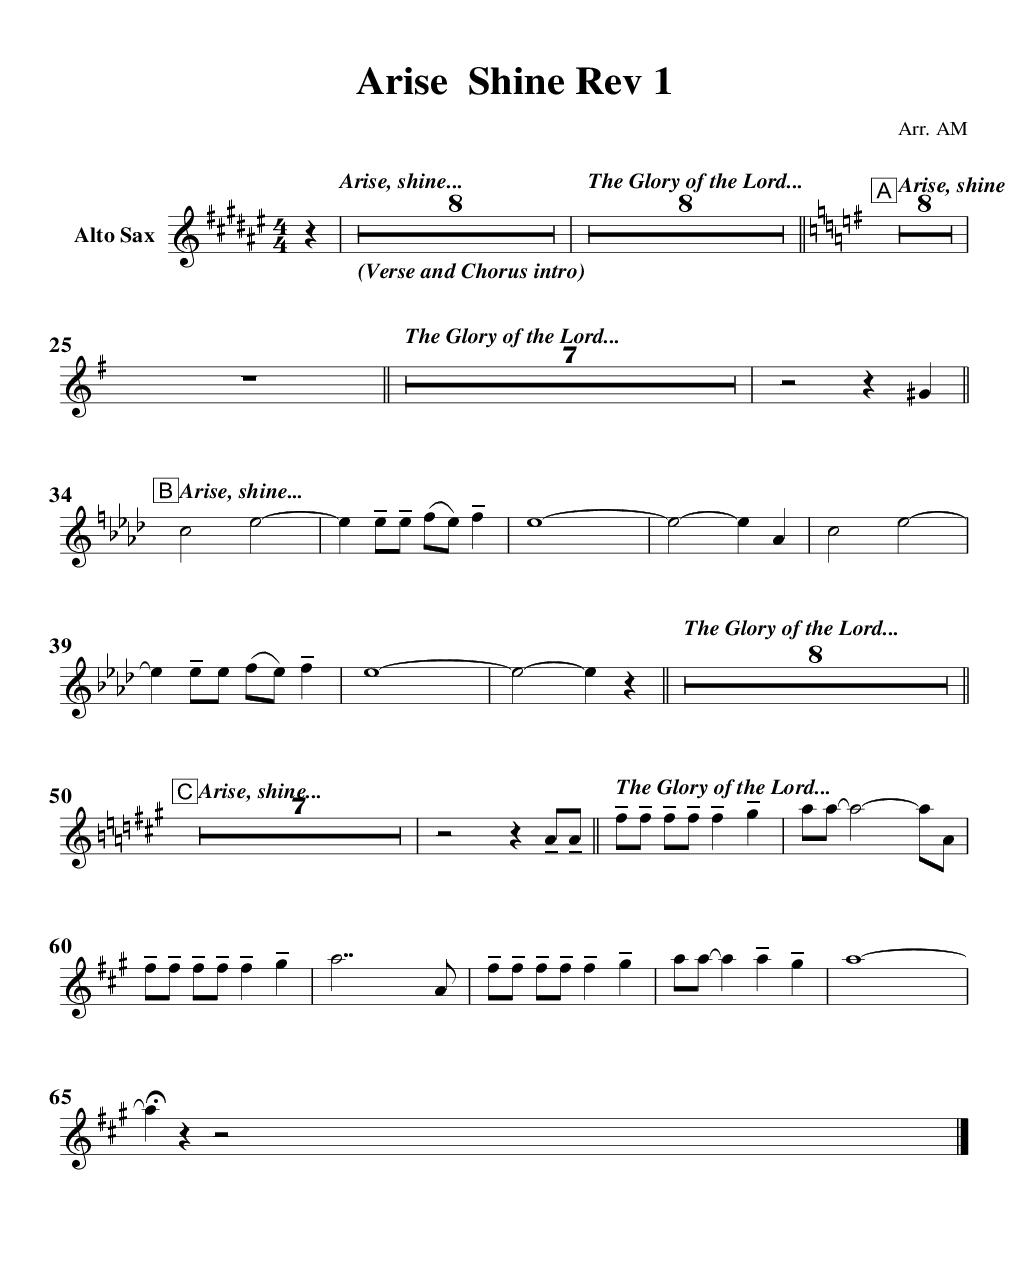 Arise  Shine Rev 1
Arr. AM
Arise, shine... The Glory of the Lord... A Arise, shine
8 8 8
Alto Sax 4/4
(Verse and Chorus intro)
The Glory of the Lord...
25 7
B Arise, shine...
34
The Glory of the Lord...
39 8
C Arise, shine... The Glory of the Lord...
50 7
60
65